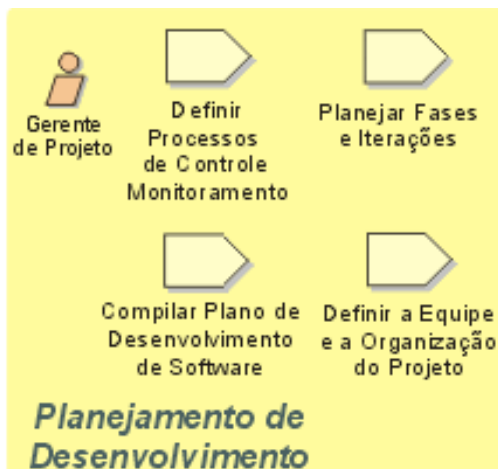 Gerente
de Projeto
Definir
Processos
de Controle
Monitoramento
Planejar Fases
e Iterações
Compilar Plano de
Desenvolvimento
de Software
Definir a Equipe
e a Organização
do Projeto
Planejamento de
Desenvolvimento